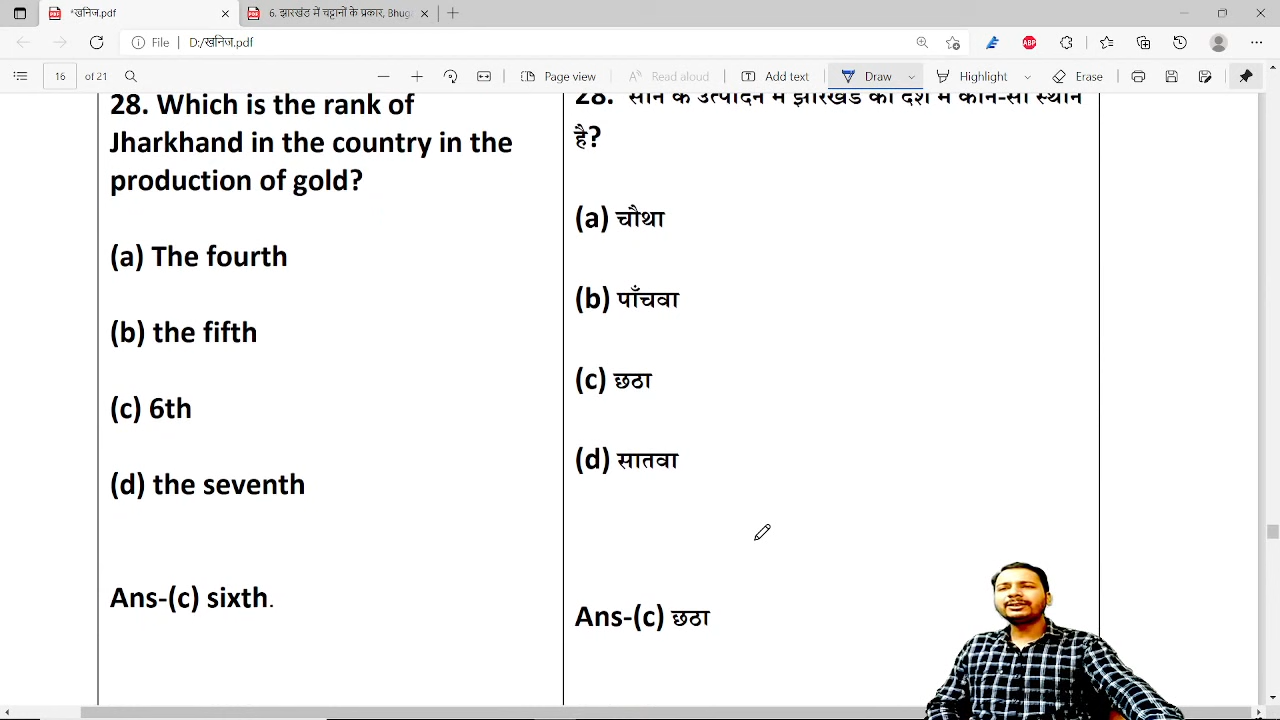 *खनिज.pdf
6. झारखंड में चट्टानों के प्रकार, Bhug
File
D:/खनिज.pdf
16 of 21
Page view
Read aloud
Add text
Draw
Highlight
Erase
28. Which is the rank of
Jharkhand in the country in the
production of gold?
(a) The fourth
(b) the fifth
(c) 6th
(d) the seventh
Ans-(c) sixth.
28. सोने के उत्पादन में झारखंड का देश में कौन-सा स्थान
है?
(a) चौथा
(b) पाँचवा
(c) छठा
(d) सातवा
Ans-(c) छठा
ABP